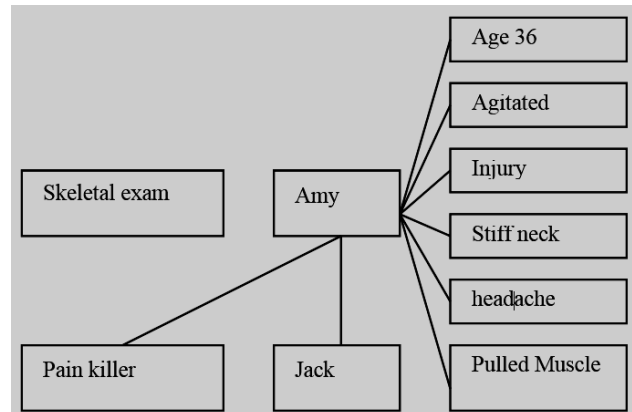 Age 36
Agitated
Injury
Skeletal exam
Amy
Stiff neck
headache
Pain killer
Jack
Pulled Muscle